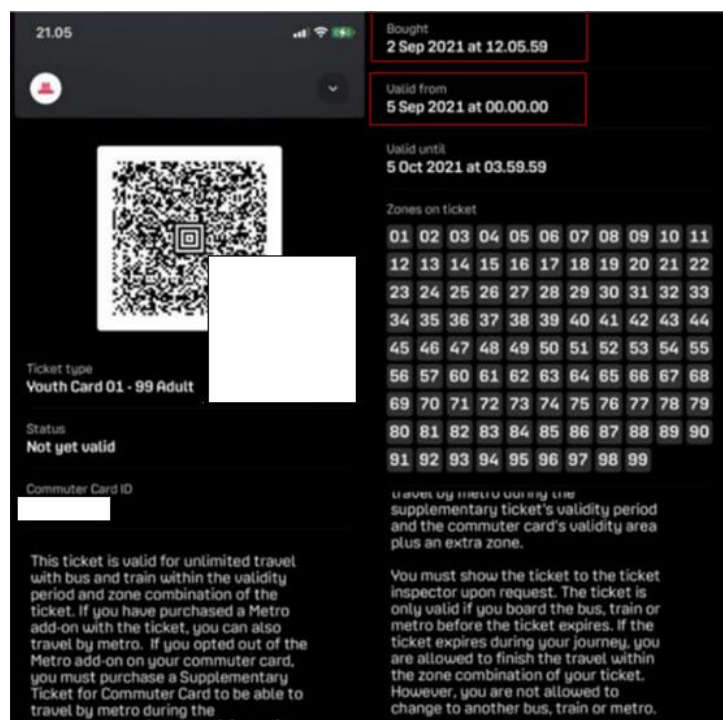 21.05
Ticket type
Youth Card 01 - 99 Adult
Status
Not yet valid
Commuter Card ID
This ticket is valid for unlimited travel
with bus and train within the validity
period and zone combination of the
ticket. If you have purchased a Metro
add-on with the ticket, you can also
travel by metro. If you opted out of the
Metro add-on on your commuter card,
you must purchase a Supplementary
Ticket for Commuter Card to be able to
travel by metro during the
Bought
2 Sep 2021 at 12.05.59
Valid from
5 Sep 2021 at 00.00.00
Valid until
5 Oct 2021 at 03.59.59
Zones on ticket
01 02 03 04 05 06 07 08 09 10 11
12 13 14 15 16 17 18 19 20 21 22
23 24 25 26 27 28 29 30 31 32 33
34 35 36 37 38 39 40 41 42 43 44
45 46 47 48 49 50 51 52 53 54 55
56 57 60 61 62 63 64 65 66 67 68
69 70 71 72 73 74 75 76 77 78 79
80 81 82 83 84 85 86 87 88 89 90
91 92 93 94 95 96 97 98 99
travel by metro during the
supplementary ticket's validity period
and the commuter card's validity area
plus an extra zone.
You must show the ticket to the ticket
inspector upon request. The ticket is
only valid if you board the bus, train or
metro before the ticket expires. If the
ticket expires during your journey, you
are allowed to finish the travel within
the zone combination of your ticket.
However, you are not allowed to
change to another bus, train or metro.